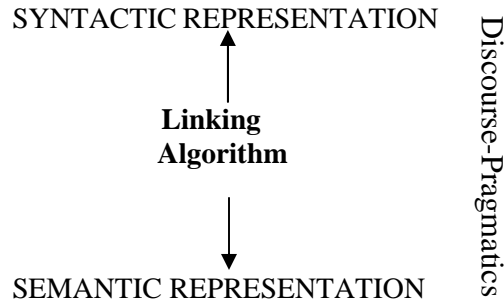 SYNTACTIC REPRESENTATION
Linking
Algorithm
SEMANTIC REPRESENTATION
Discourse-Pragmatics